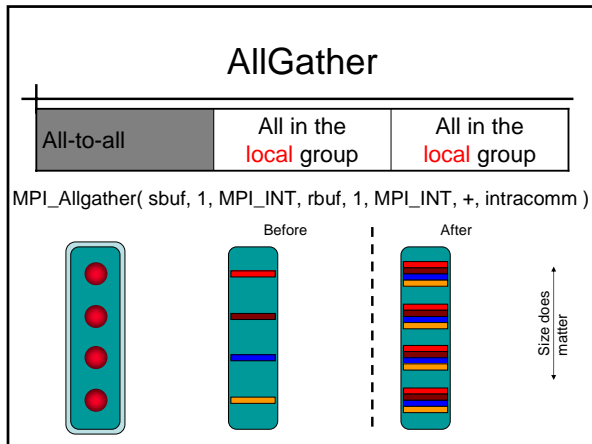 AllGather
All-to-all
All in the
local group
All in the
local group
MPI_Allgather( sbuf, 1, MPI_INT, rbuf, 1, MPI_INT, +, intracomm )
Before
After
Size does
matter